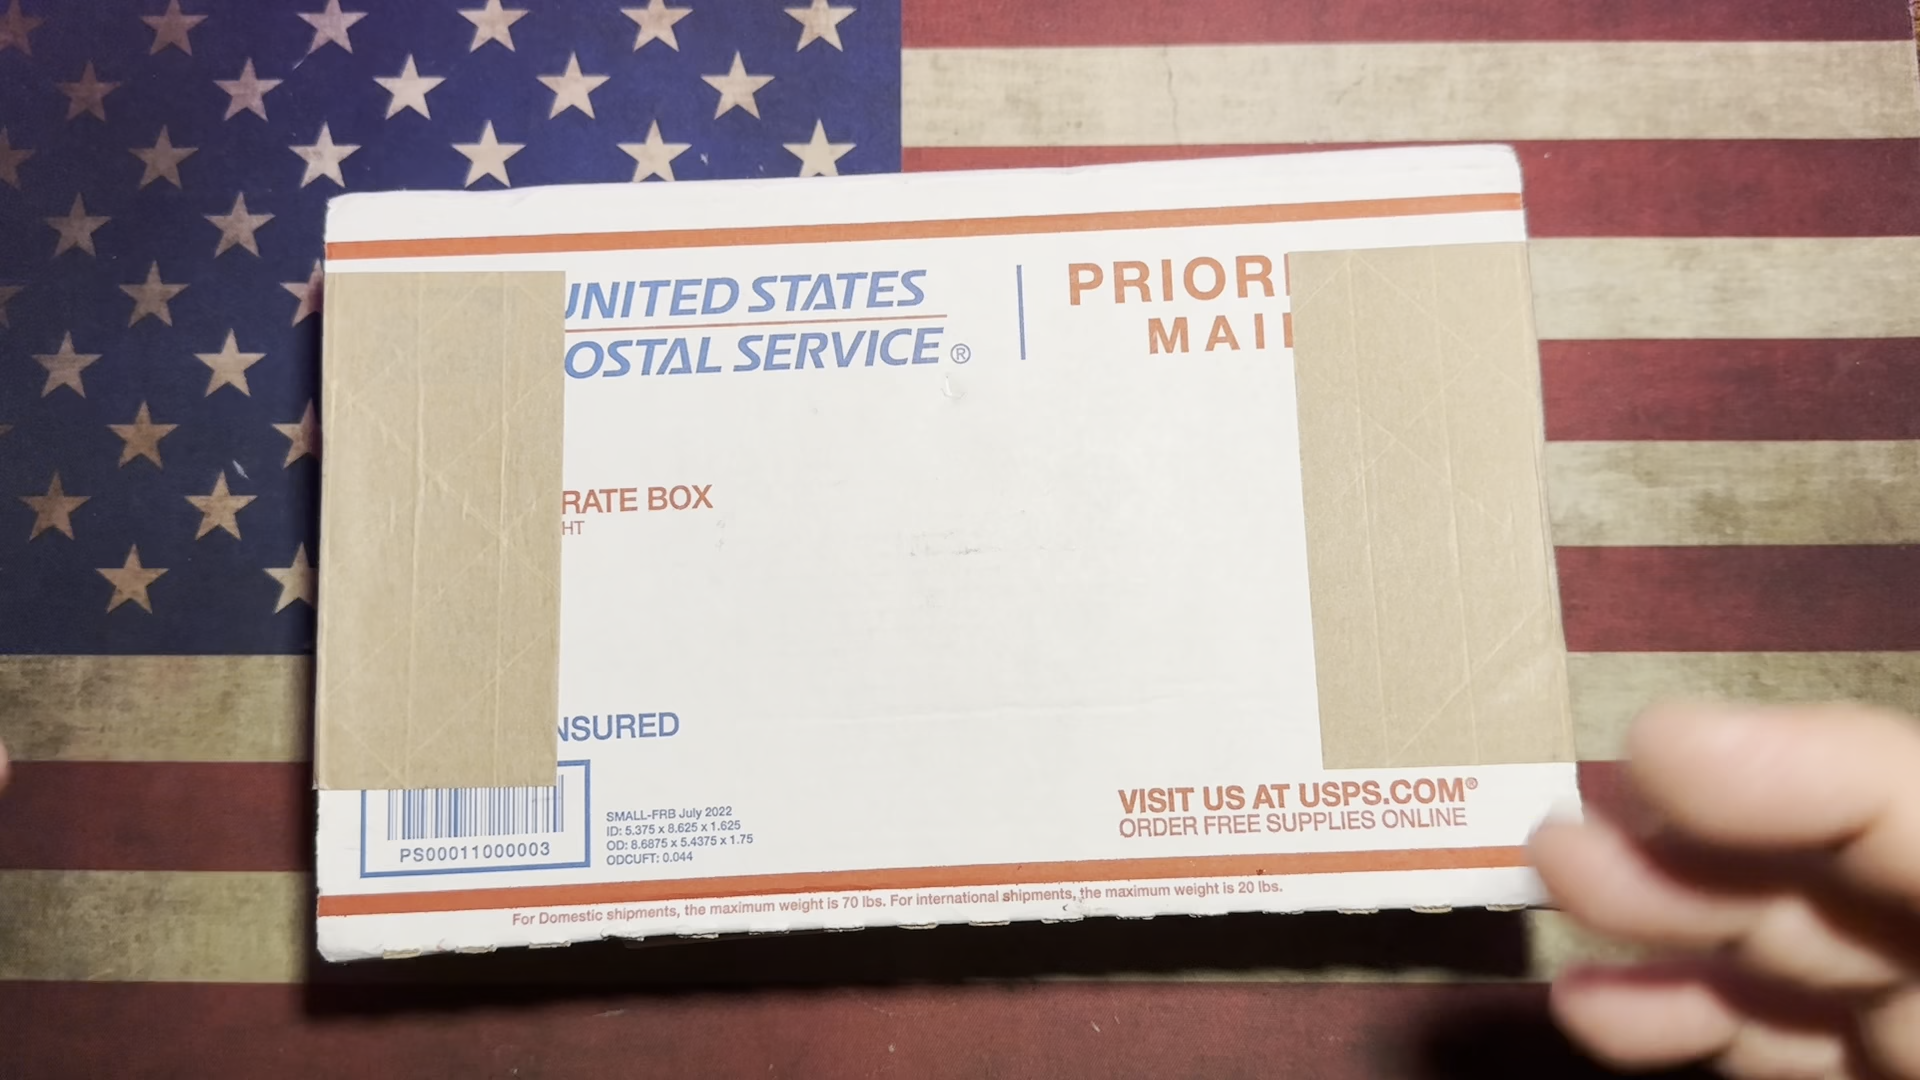 UNITED STATES
OSTAL SERVICE®
PRIORI
MAIL
RATE BOX
HT
NSURED
PS00011000003
SMALL-FRB July 2022
ID: 5.375 x 8.625 x 1.625
OD: 8.6875 x 5.4375 x 1.75
ODCUFT: 0.044
VISIT US AT USPS.COM®
ORDER FREE SUPPLIES ONLINE
For Domestic shipments, the maximum weight is 70 lbs. For international shipments, the maximum weight is 20 lbs.